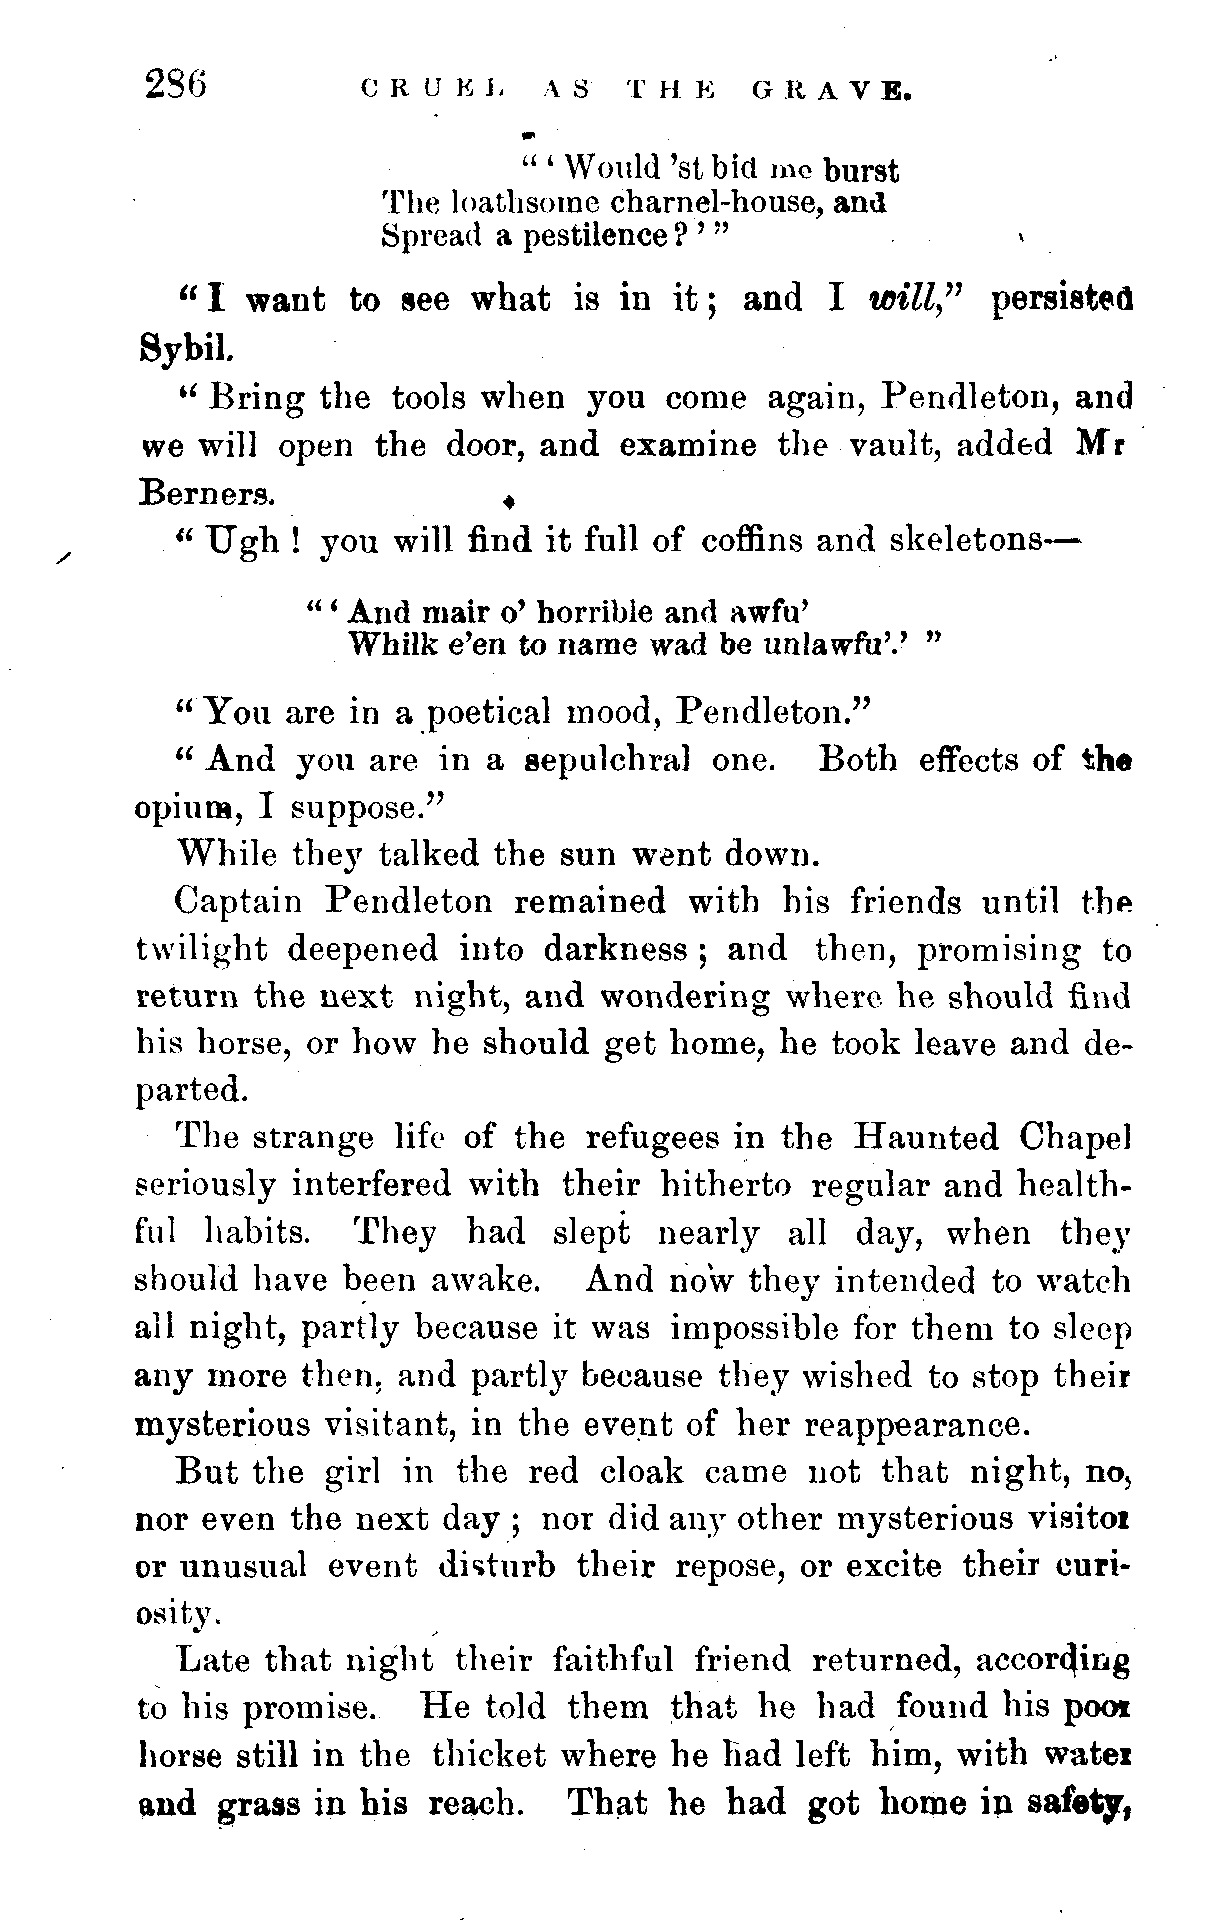 286 CRUEL AS THE GRAVE.
"'Would'st bid me burst
The loathsome charnel-house, and
Spread a pestilence?'"
"I want to see what is in it; and I will," persisted
Sybil.
"Bring the tools when you come again, Pendleton, and
we will open the door, and examine the vault, added Mr
Berners.
"Ugh! you will find it full of coffins and skeletons—
"'And mair o' horrible and awfu'
Whilk e'en to name wad be unlawfu'.'"
"You are in a poetical mood, Pendleton."
"And you are in a sepulchral one. Both effects of the
opium, I suppose."
While they talked the sun went down.
Captain Pendleton remained with his friends until the
twilight deepened into darkness; and then, promising to
return the next night, and wondering where he should find
his horse, or how he should get home, he took leave and de-
parted.
The strange life of the refugees in the Haunted Chapel
seriously interfered with their hitherto regular and health-
ful habits. They had slept nearly all day, when they
should have been awake. And now they intended to watch
all night, partly because it was impossible for them to sleep
any more then, and partly because they wished to stop their
mysterious visitant, in the event of her reappearance.
But the girl in the red cloak came not that night, no,
nor even the next day; nor did any other mysterious visitor
or unusual event disturb their repose, or excite their curi-
osity.
Late that night their faithful friend returned, according
to his promise. He told them that he had found his poor
horse still in the thicket where he had left him, with water
and grass in his reach. That he had got home in safety,